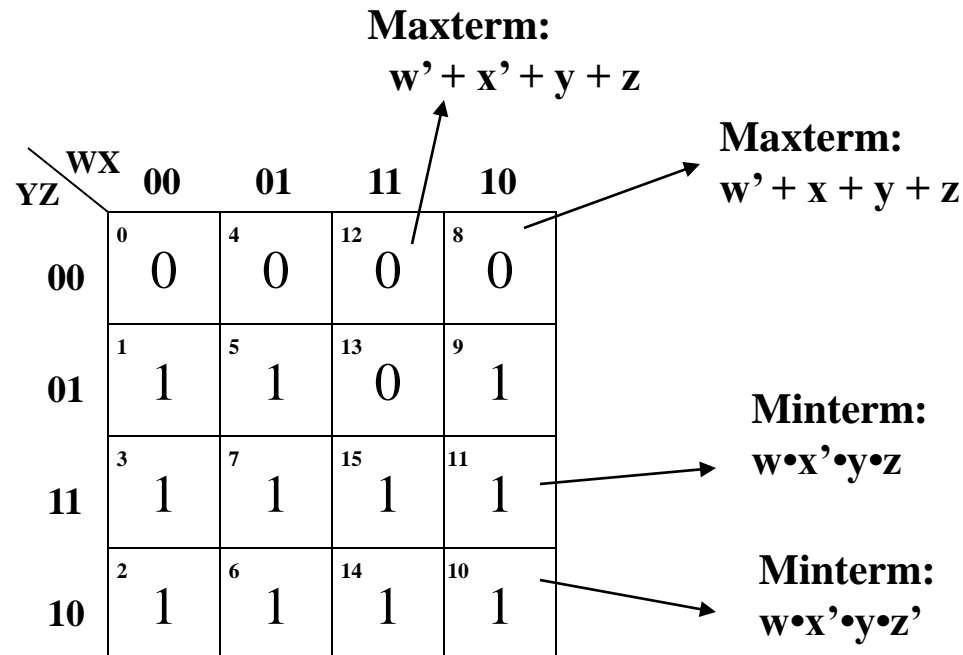 Maxterm:
w’ + x’ + y + z
Maxterm:
w’ + x + y + z
WX
YZ
00 01 11 10
00
0 0 4 0 12 0 8 0
01
1 1 5 1 13 0 9 1
11
3 1 7 1 15 1 11 1
10
2 1 6 1 14 1 10 1
Minterm:
w•x’•y•z
Minterm:
w•x’•y•z’